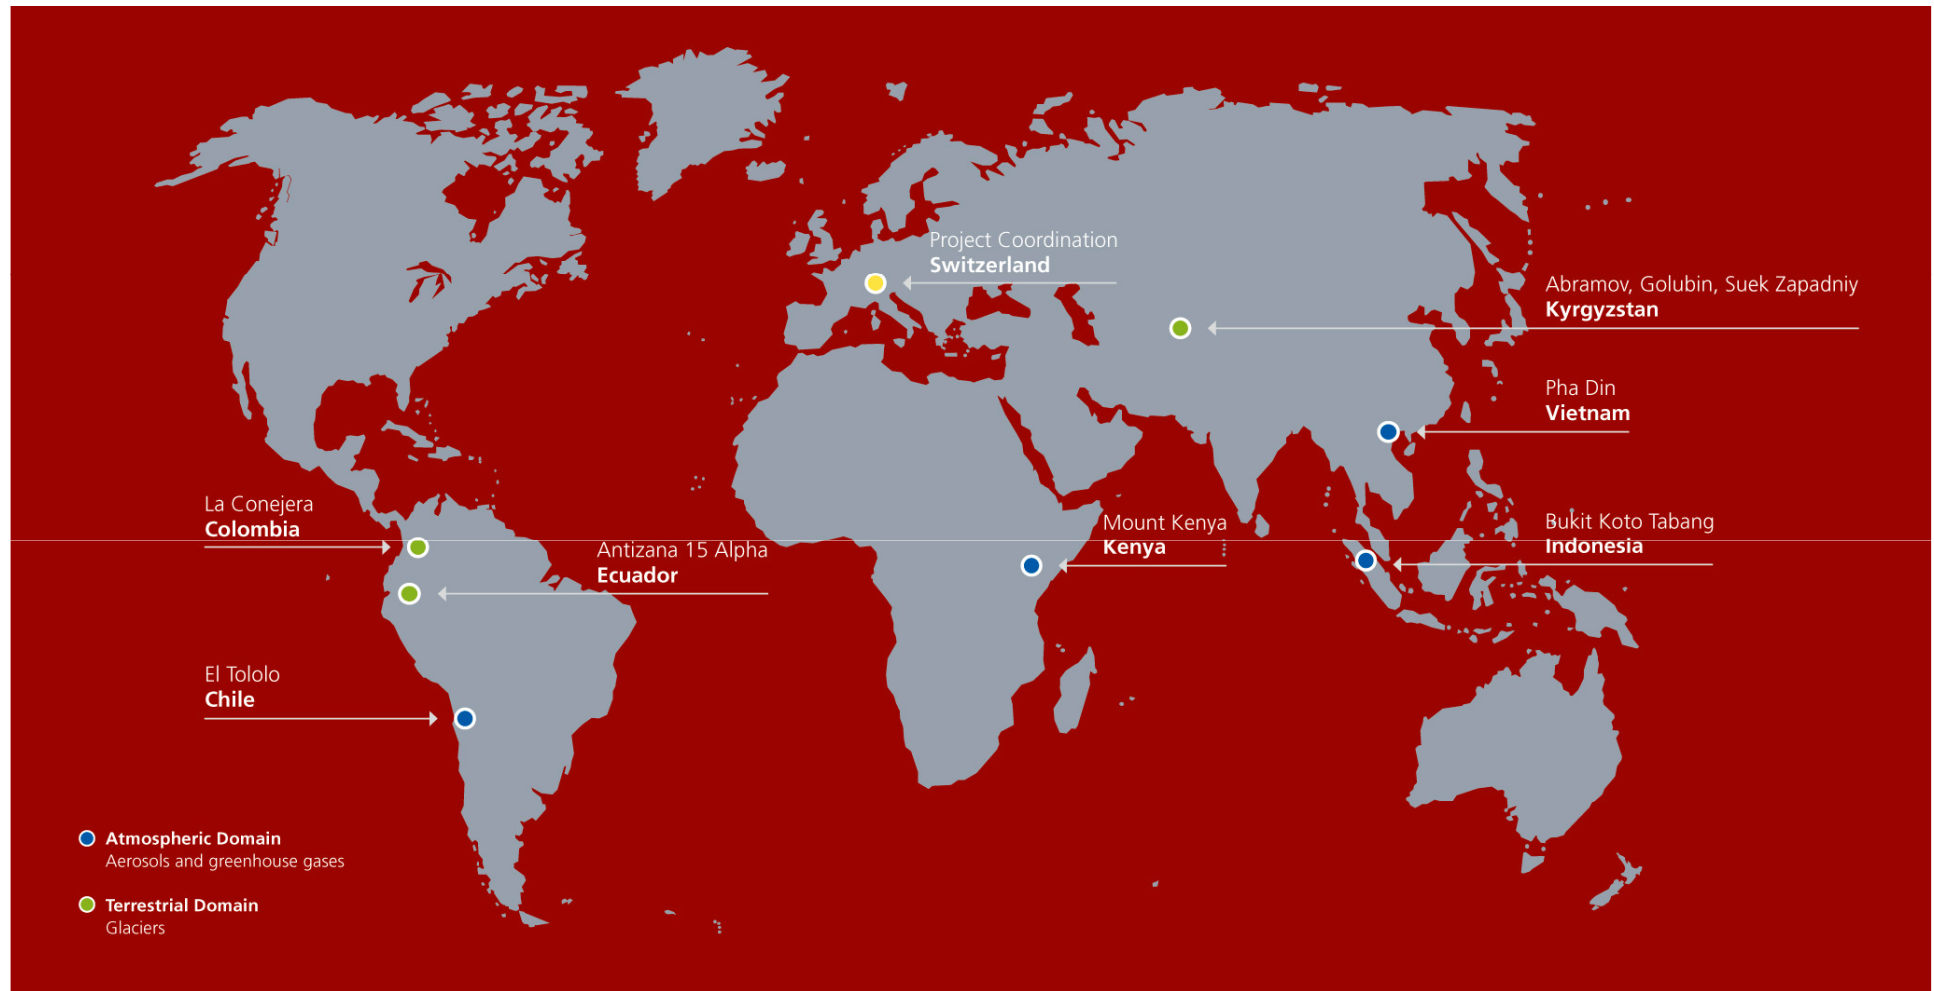 Project Coordination
Switzerland
Abramov, Golubin, Suek Zapadniy
Kyrgyzstan
Pha Din
Vietnam
La Conejera
Colombia
Antizana 15 Alpha
Ecuador
Mount Kenya
Kenya
Bukit Koto Tabang
Indonesia
El Tololo
Chile
Atmospheric Domain
Aerosols and greenhouse gases
Terrestrial Domain
Glaciers